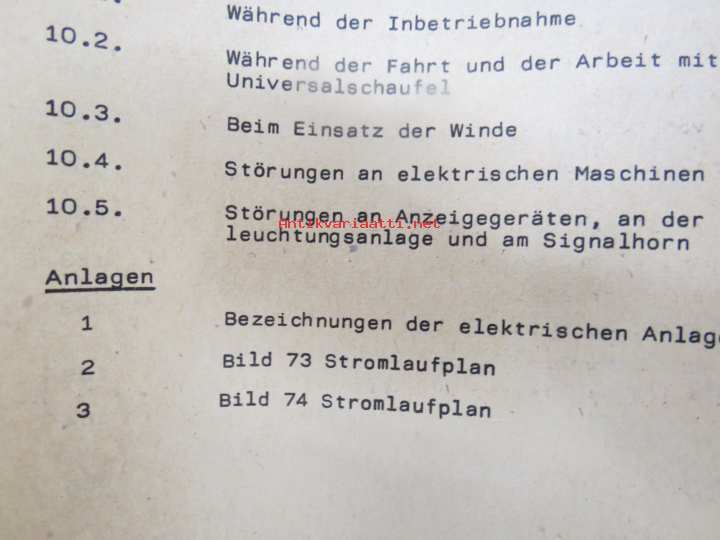 Während der Inbetriebnahme
10.2.
Während der Fahrt und der Arbeit mit
Universalschaufel
10.3.
Beim Einsatz der Winde
10.4.
Störungen an elektrischen Maschinen
10.5.
Störungen an Anzeigegeräten, an der
leuchtungsanlage und am Signalhorn
Antikvariaatti.net
Anlagen
1 Bezeichnungen der elektrischen Anlage
2 Bild 73 Stromlaufplan
3 Bild 74 Stromlaufplan